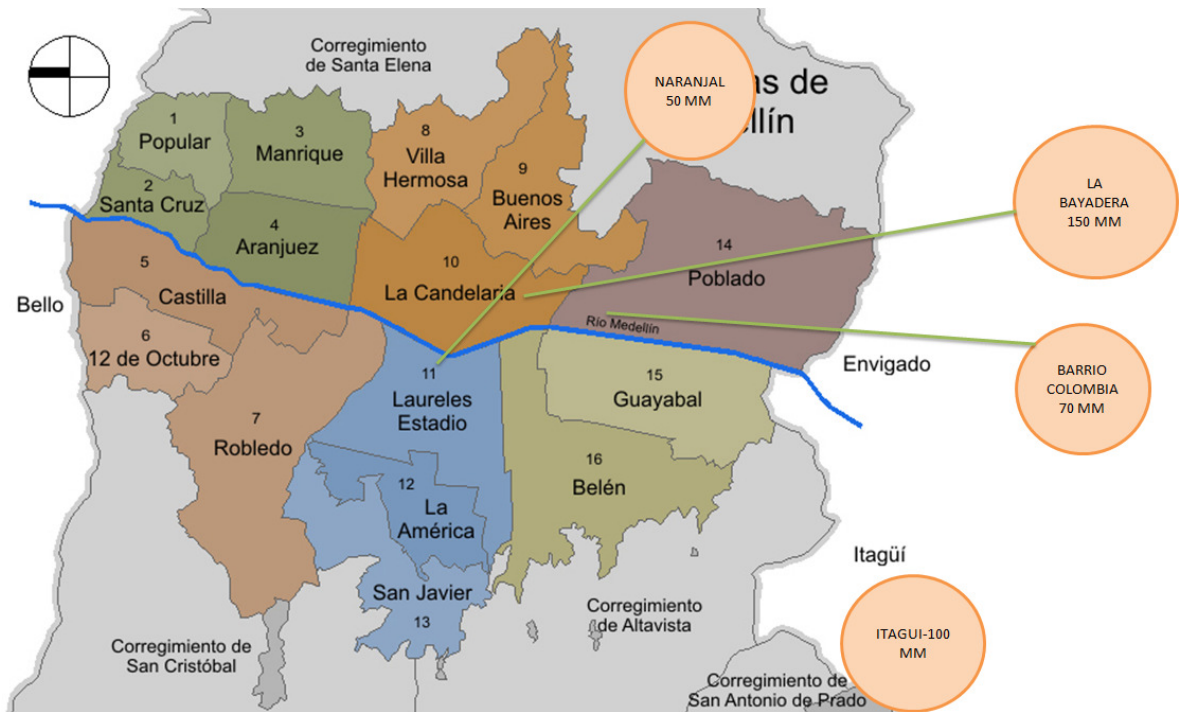 Corregimiento
de Santa Elena
NARANJAL
50 MM
as de
llín
1
Popular
3
Manrique
8
Villa
Hermosa
9
Buenos
Aires
LA
BAYADERA
150 MM
2
Santa Cruz
4
Aranjuez
14
Poblado
10
La Candelaria
5
Castilla
Bello
6
12 de Octubre
Río Medellín
Envigado
BARRIO
COLOMBIA
70 MM
11
Laureles
Estadio
15
Guayabal
7
Robledo
16
Belén
12
La
América
Itagüí
San Javier
13
Corregimiento
de Altavista
Corregimiento de
San Cristóbal
ITAGUI-100
MM
Corregimiento de
San Antonio de Prado